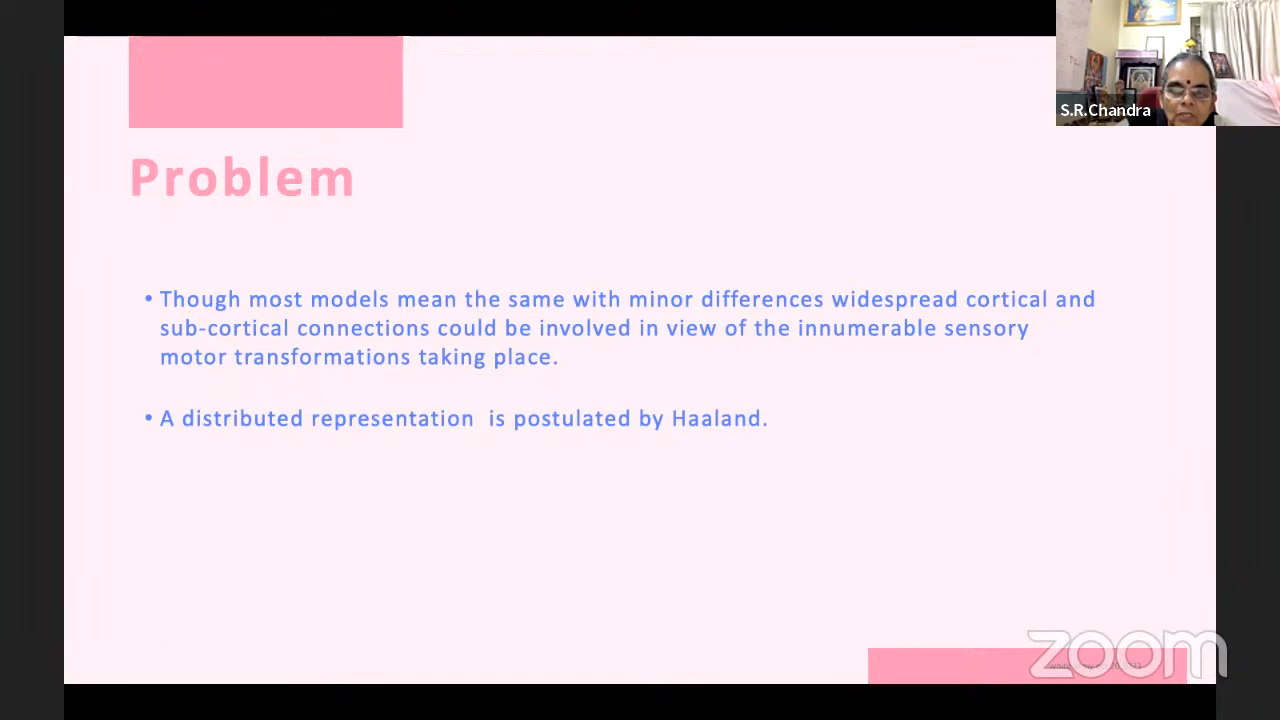 S.R.Chandra
Problem
• Though most models mean the same with minor differences widespread cortical and
sub-cortical connections could be involved in view of the innumerable sensory
motor transformations taking place.
• A distributed representation is postulated by Haaland.
zoom